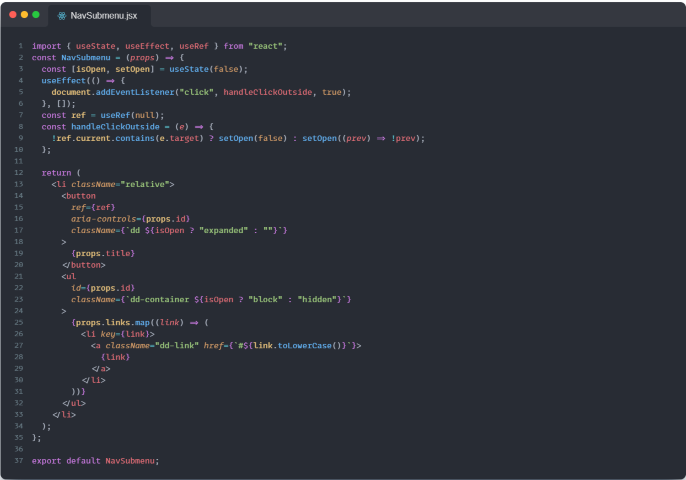 NavSubmenu.jsx
1 import { useState, useEffect, useRef } from "react";
2 const NavSubmenu = (props) => {
3   const [isOpen, setOpen] = useState(false);
4   useEffect(() => {
5     document.addEventListener("click", handleClickOutside, true);
6   }, []);
7   const ref = useRef(null);
8   const handleClickOutside = (e) => {
9     !ref.current.contains(e.target) ? setOpen(false) : setOpen((prev) => !prev);
10   };
11
12   return (
13     <li className="relative">
14       <button
15         ref={ref}
16         aria-controls={props.id}
17         className={`dd ${isOpen ? "expanded" : ""}`}
18       >
19         {props.title}
20       </button>
21       <ul
22         id={props.id}
23         className={`dd-container ${isOpen ? "block" : "hidden"}`}
24       >
25         {props.links.map((link) => (
26           <li key={link}>
27             <a className="dd-link" href={`#${link.toLowerCase()}`}>
28               {link}
29             </a>
30           </li>
31         ))}
32       </ul>
33     </li>
34   );
35 };
36
37 export default NavSubmenu;